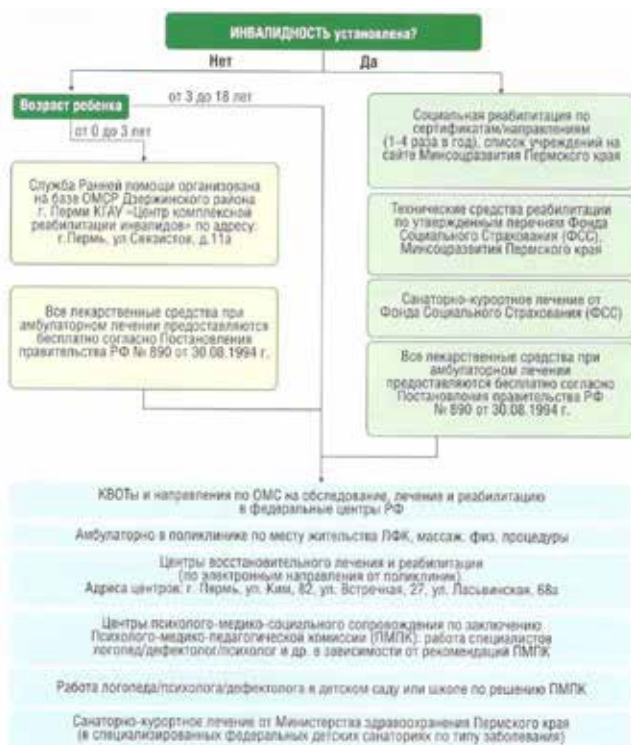 ИНВАЛИДНОСТЬ установлена?
Нет
Да
Возраст ребенка
от 3 до 18 лет
от 0 до 3 лет
Служба Ранней помощи организована
на базе ОМСР Дзержинского района
г. Перми КГАУ «Центр комплексной
реабилитации инвалидов» по адресу:
г.Пермь, ул.Связистов, д.11а
Все лекарственные средства при
амбулаторном лечении предоставляются
бесплатно согласно Постановления
правительства РФ № 890 от 30.08.1994 г.
Социальная реабилитация по
сертификатам/направлениям
(1-4 раза в год), список учреждений на
сайте Минсоцразвития Пермского края
Технические средства реабилитации
по утвержденным перечням Фонда
Социального Страхования (ФСС),
Минсоцразвития Пермского края
Санаторно-курортное лечение от
Фонда Социального Страхования (ФСС)
Все лекарственные средства при
амбулаторном лечении
предоставляются бесплатно согласно
Постановления правительства РФ
№ 890 от 30.08.1994 г.
КВОТы и направления по ОМС на обследование, лечение и реабилитацию
в федеральные центры РФ
Амбулаторно в поликлинике по месту жительства ЛФК, массаж, физ. процедуры
Центры восстановительного лечения и реабилитации
(по электронным направления от поликлиник)
Адреса центров: г. Пермь, ул. Ким, 82, ул. Встречная, 27, ул. Ласьвинская, 68а
Центры психолого-медико-социального сопровождения по заключению
Психолого-медико-педагогической комиссии (ПМПК): работа специалистов
логопед/дефектолог/психолог и др. в зависимости от рекомендаций ПМПК
Работа логопеда/психолога/дефектолога в детском саду или школе по решению ПМПК
Санаторно-курортное лечение от Министерства здравоохранения Пермского края
(в специализированных федеральных детских санаториях по типу заболевания)